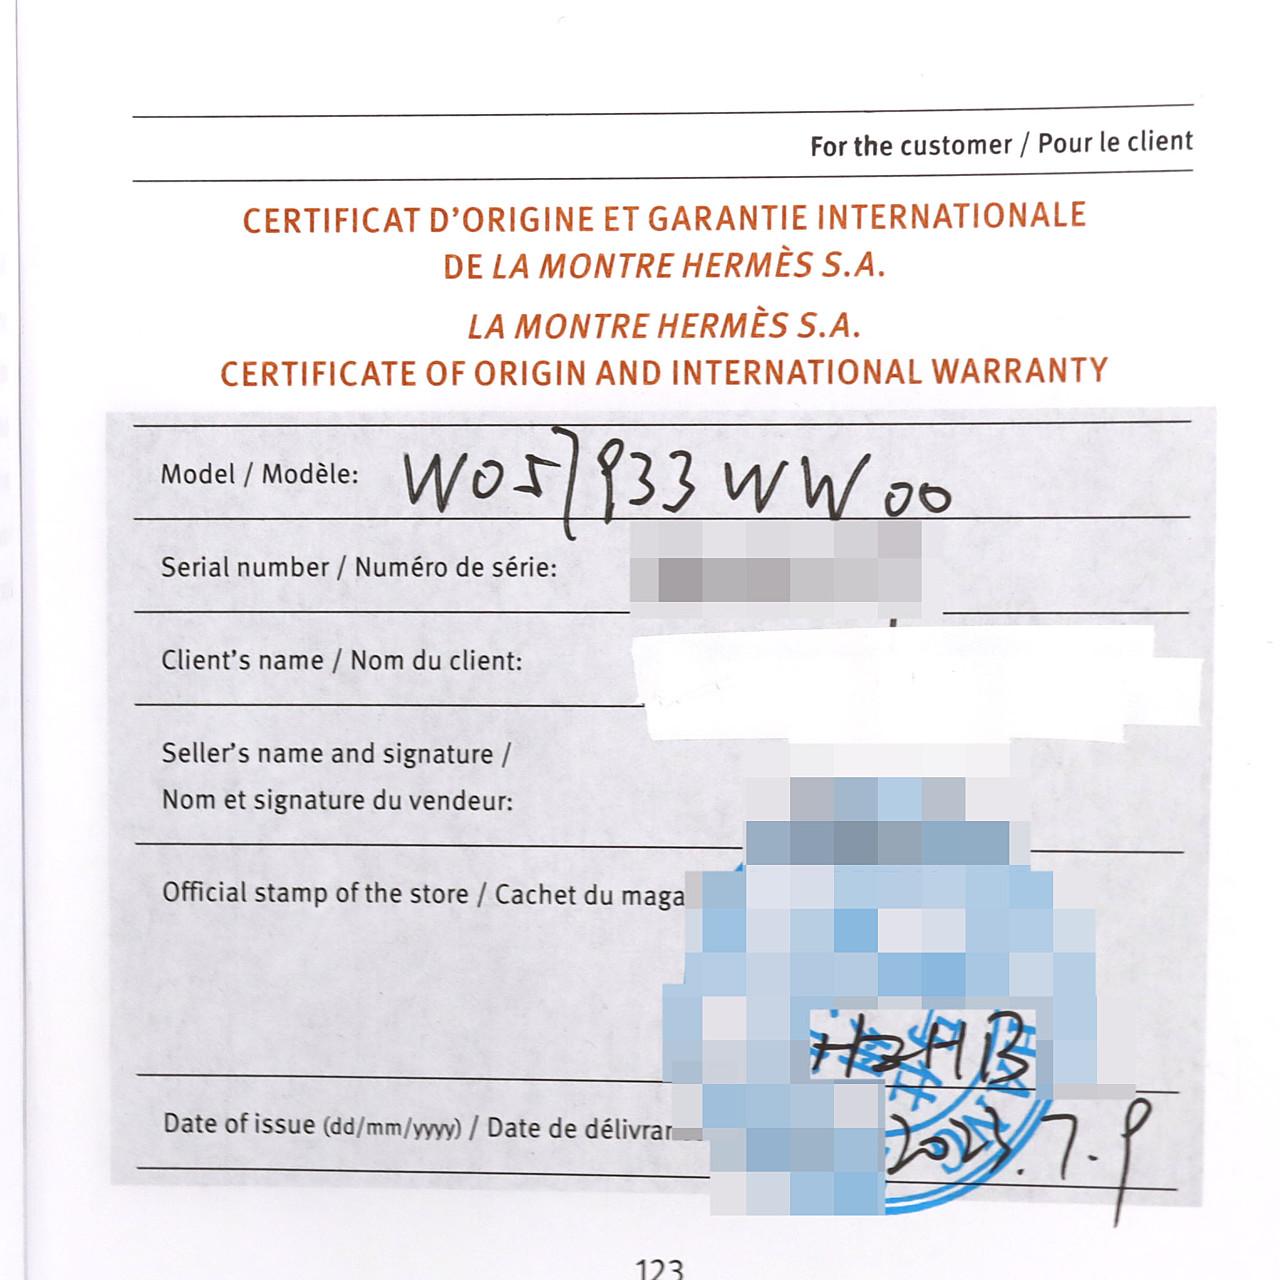 For the customer / Pour le client
CERTIFICAT D'ORIGINE ET GARANTIE INTERNATIONALE
DE LA MONTRE HERMÈS S.A.
LA MONTRE HERMÈS S.A.
CERTIFICATE OF ORIGIN AND INTERNATIONAL WARRANTY
Model / Modèle: W057933WW00
Serial number / Numéro de série:
Client's name / Nom du client:
Seller's name and signature /
Nom et signature du vendeur:
Official stamp of the store / Cachet du maga
HZHB
Date of issue (dd/mm/yyyy) / Date de délivra 2023.7.9
123